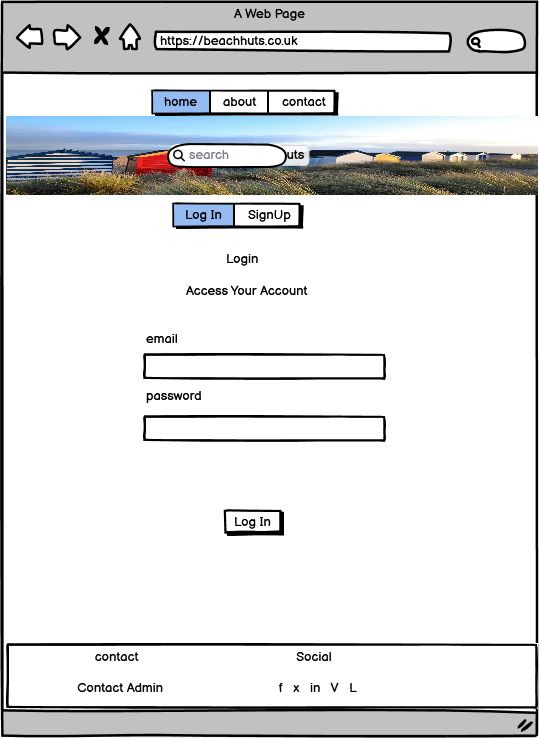 A Web Page
https://beachhuts.co.uk
home about contact
search uts
Log In SignUp
Login
Access Your Account
email
password
Log In
contact Social
Contact Admin f x in V L